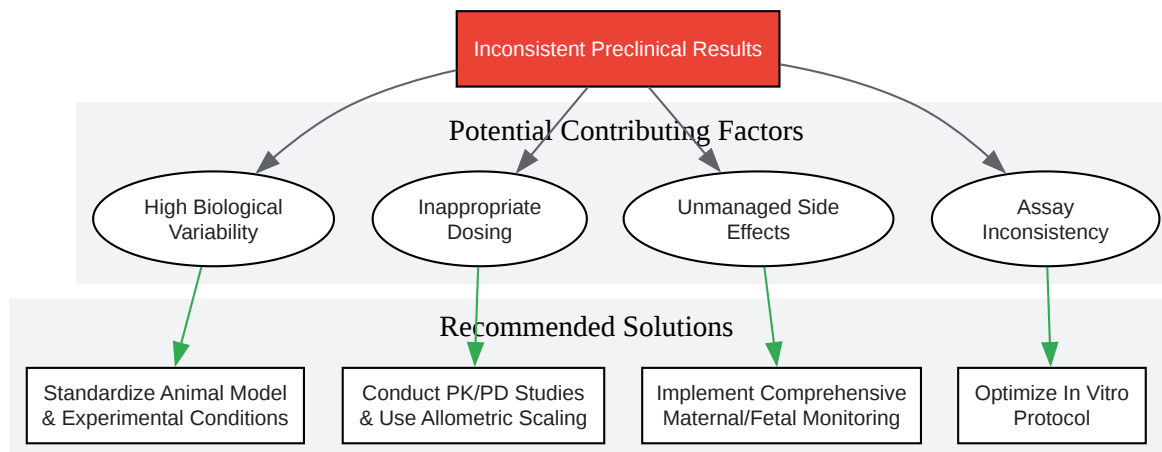 Inconsistent Preclinical Results
Potential Contributing Factors
High Biological
Variability
Inappropriate
Dosing
Unmanaged Side
Effects
Assay
Inconsistency
Recommended Solutions
Standardize Animal Model
& Experimental Conditions
Conduct PK/PD Studies
& Use Allometric Scaling
Implement Comprehensive
Maternal/Fetal Monitoring
Optimize In Vitro
Protocol